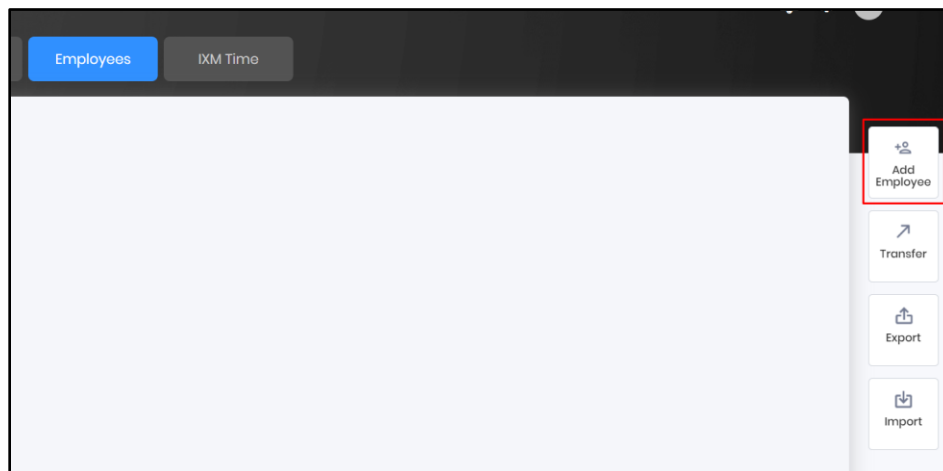 Employees
IXM Time
Add
Employee
Transfer
Export
Import